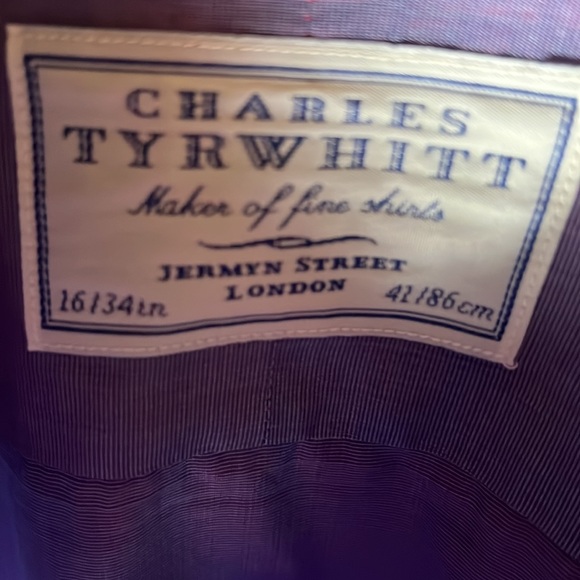 CHARLES
TYRWHITT
Maker of fine shirts
JERMYN STREET
LONDON
16/34in
41/86cm